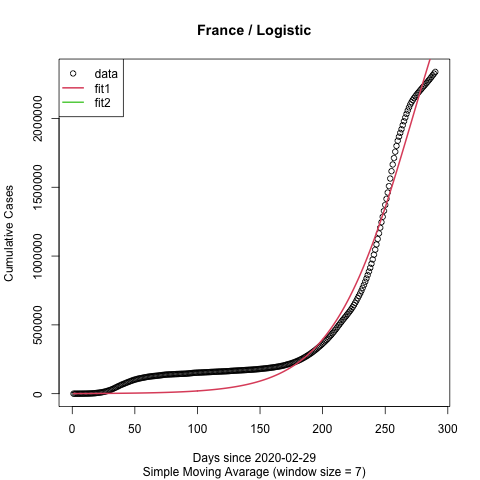 France / Logistic
data
fit1
fit2
Cumulative Cases
0
500000
1000000
1500000
2000000
0 50 100 150 200 250 300
Days since 2020-02-29
Simple Moving Avarage (window size = 7)